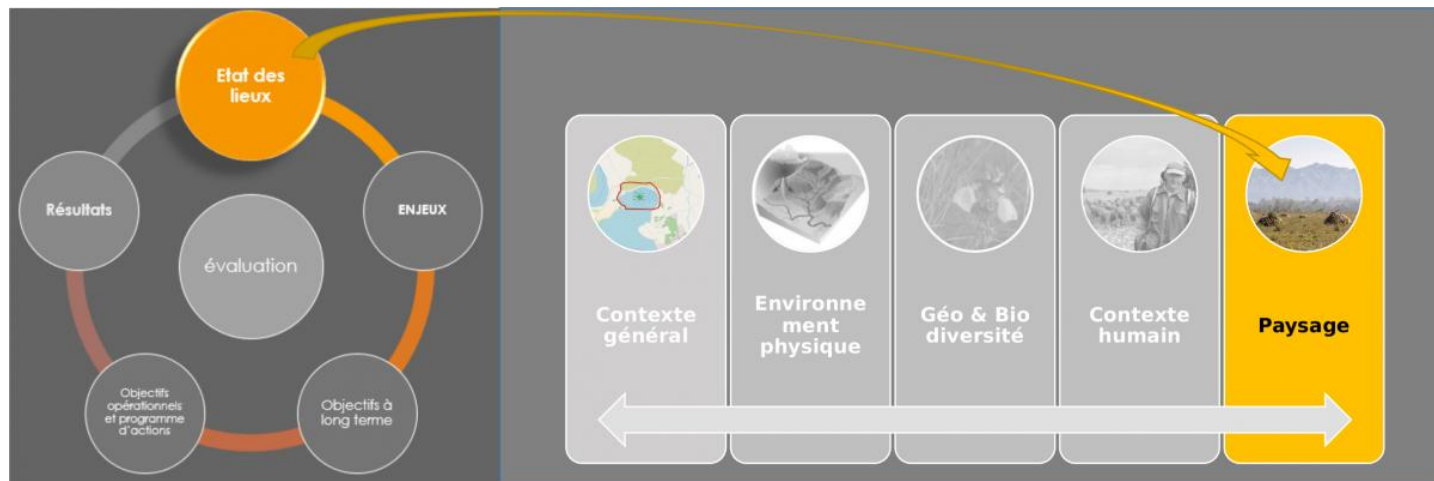 Etat des
lieux
Résultats
ENJEUX
évaluation
Objectifs
opérationnels
et programme
d'actions
Objectifs à
long terme
Contexte
général
Environne
ment
physique
Géo & Bio
diversité
Contexte
humain
Paysage